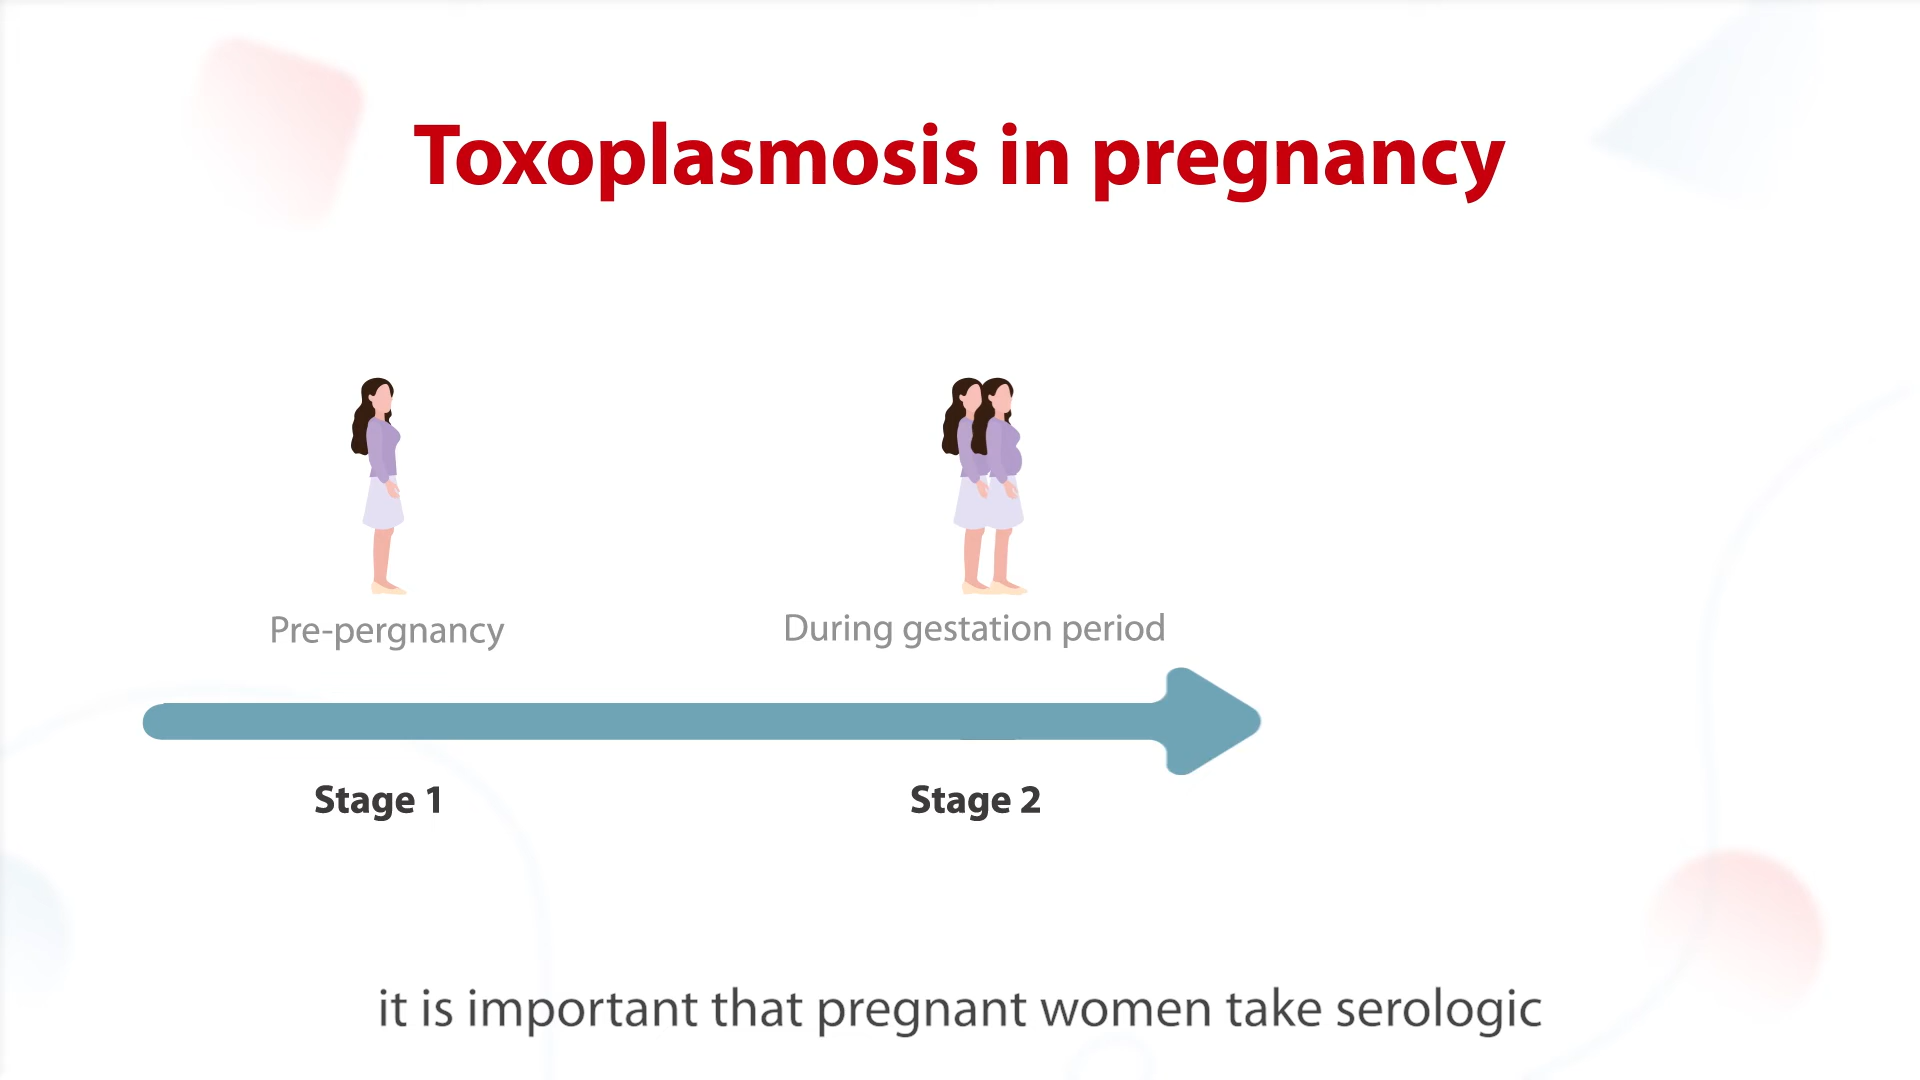 Toxoplasmosis in pregnancy
Pre-pergnancy
During gestation period
Stage 1
Stage 2
it is important that pregnant women take serologic